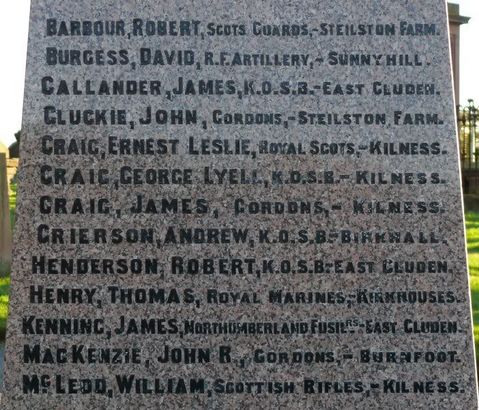 BARBOUR, ROBERT, SCOTS GUARDS,-STEILSTON FARM.
BURGESS, DAVID, R.F. ARTILLERY,-SUNNYHILL.
CALLANDER, JAMES, K.O.S.B.-EAST CLUDEN.
CLUCKIE, JOHN, GORDONS,-STEILSTON FARM.
CRAIG, ERNEST LESLIE, ROYAL SCOTS,-KILNESS.
CRAIG, GEORGE LYELL, K.O.S.B.-KILNESS.
CRAIG, JAMES, GORDONS,-KILNESS.
GRIERSON, ANDREW, K.O.S.B.-BIRKHALL.
HENDERSON, ROBERT, K.O.S.B.-EAST CLUDEN.
HENRY, THOMAS, ROYAL MARINES,-KIRKHOUSES.
KENNING, JAMES, NORTHUMBERLAND FUSILRS-EAST CLUDEN.
MACKENZIE, JOHN R., GORDONS,-BURNFOOT.
MCLEOD, WILLIAM, SCOTTISH RIFLES,-KILNESS.